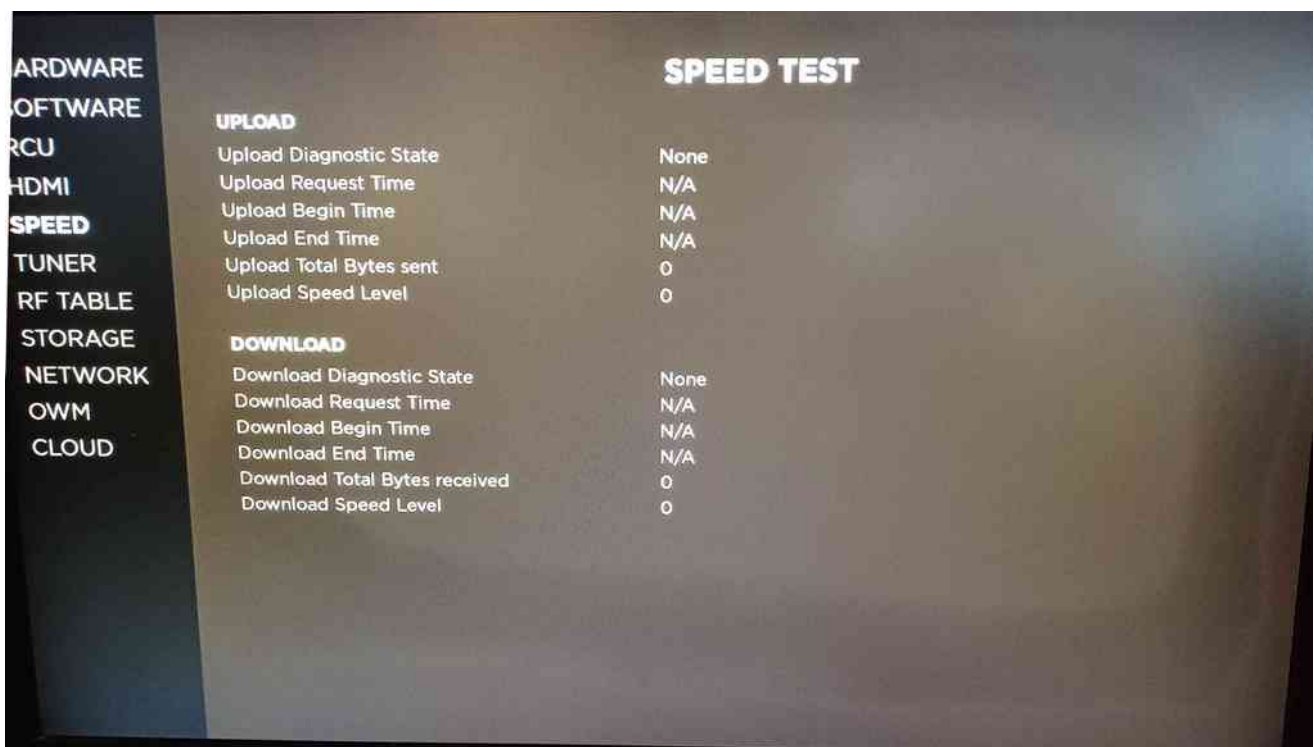 ARDWARE
OFTWARE
RCU
HDMI
SPEED
TUNER
RF TABLE
STORAGE
NETWORK
OWM
CLOUD
SPEED TEST
UPLOAD
Upload Diagnostic State None
Upload Request Time N/A
Upload Begin Time N/A
Upload End Time N/A
Upload Total Bytes sent 0
Upload Speed Level 0
DOWNLOAD
Download Diagnostic State None
Download Request Time N/A
Download Begin Time N/A
Download End Time N/A
Download Total Bytes received 0
Download Speed Level 0